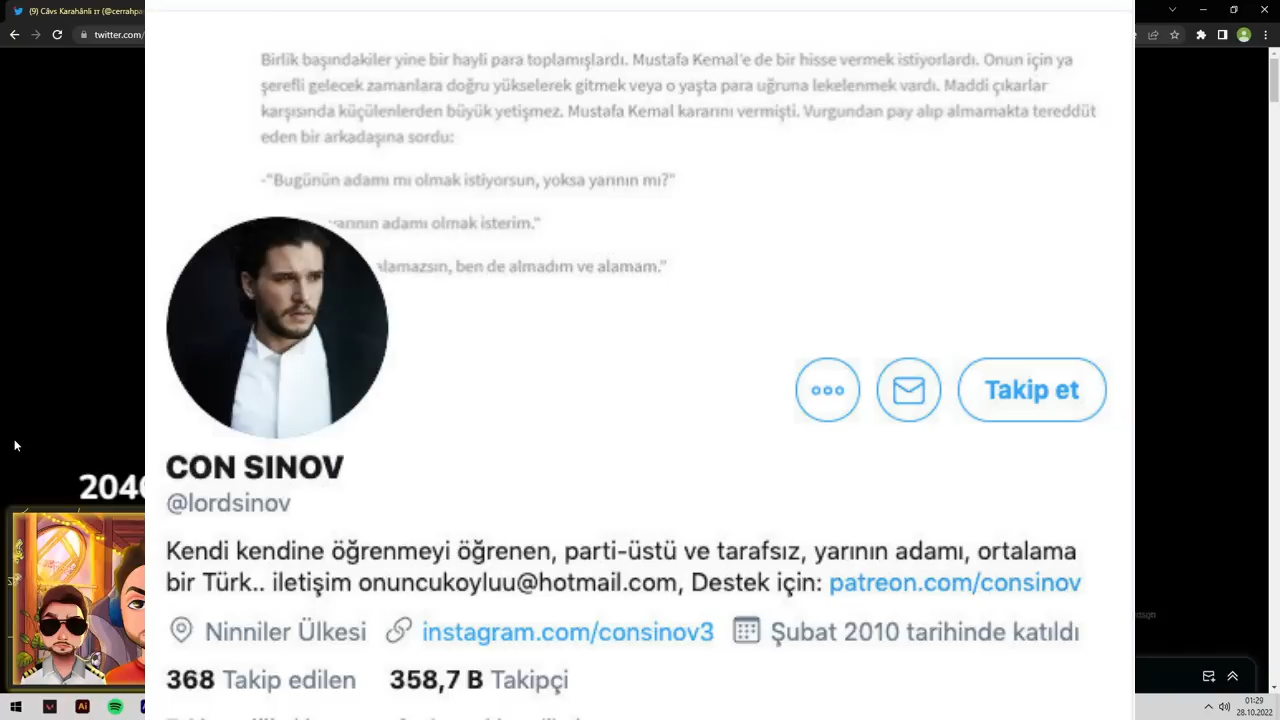 (9) Câvs Karahânlı 𐰺 (@cerrahpa
twitter.com/
Birlik başındakiler yine bir hayli para toplamışlardı. Mustafa Kemal'e de bir hisse vermek istiyorlardı. Onun için ya
şerefli gelecek zamanlara doğru yükselerek gitmek veya o yaşta para uğruna lekelenmek vardı. Maddi çıkarlar
karşısında küçülenlerden büyük yetişmez. Mustafa Kemal kararını vermişti. Vurgundan pay alıp almamakta tereddüt
eden bir arkadaşına sordu:
-"Bugünün adamı mı olmak istiyorsun, yoksa yarının mı?"
yarının adamı olmak isterim."
alamazsın, ben de almadım ve alamam."
Takip et
CON SINOV
@lordsinov
2040
Kendi kendine öğrenmeyi öğrenen, parti-üstü ve tarafsız, yarının adamı, ortalama
bir Türk.. iletişim onuncukoyluu@hotmail.com, Destek için: patreon.com/consinov
Ninniler Ülkesi instagram.com/consinov3 Şubat 2010 tarihinde katıldı
368 Takip edilen 358,7 B Takipçi
01:29
28.10.2022